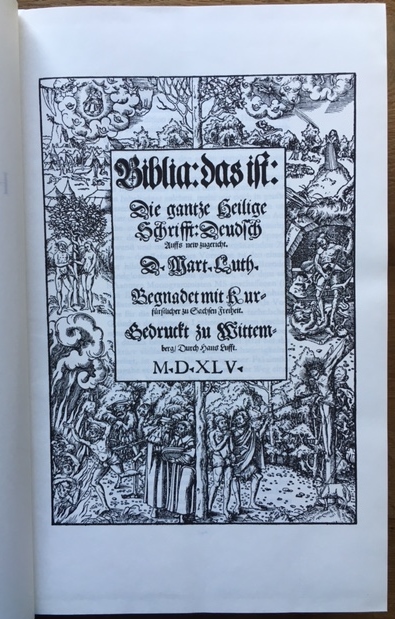 Biblia: das ist:
Die gantze Heilige
Schrifft: Deudsch
Auffs new zugericht.
D. Mart. Luth.
Begnadet mit Kur-
fürstlicher zu Sachsen Freiheit.
Gedruckt zu Wittem-
berg/ Durch Hans Lufft.
M.D.XLV.